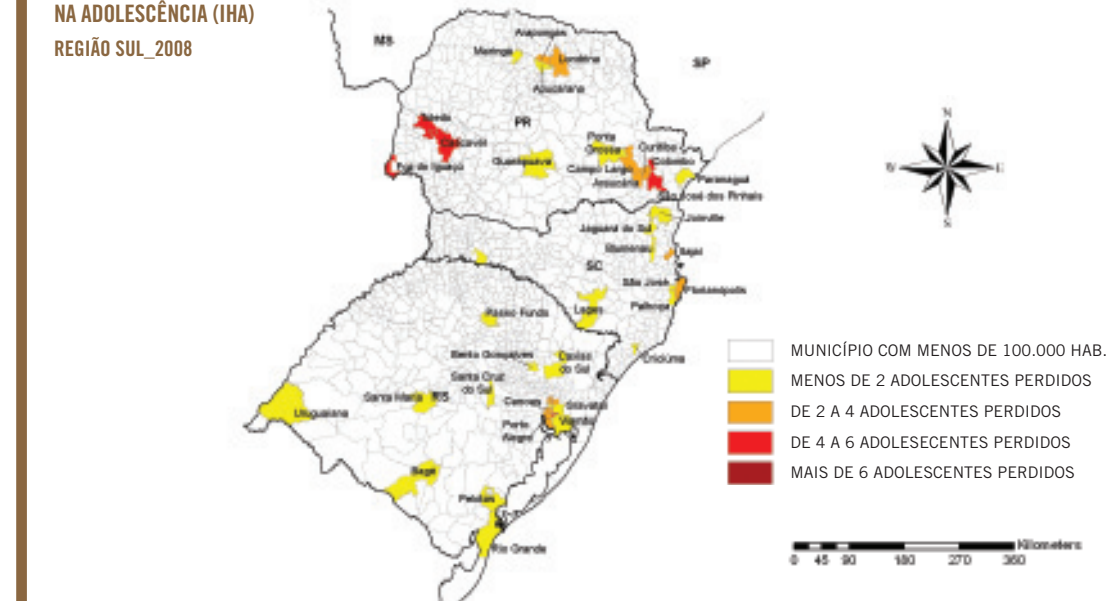 NA ADOLESCÊNCIA (IHA)
REGIÃO SUL_2008
MS
SP
PR
SC
RS
Arapongas
Maringa
Londrina
Apucarana
Toledo
Cascavel
Foz do Iguaçu
Guarapuava
Ponta
Grossa
Curitiba
Colombo
Campo Largo
Araucária
Paranaguá
São José dos Pinhais
Joinville
Jaguará do Sul
Blumenau
Itajaí
São José
Florianópolis
Palhoça
Lages
Criciúma
Passo Fundo
Bento Gonçalves
Caxias
do Sul
Santa Cruz
do Sul
Santa Maria
Uruguaiana
Canoas
Gravataí
Viamão
Porto
Alegre
Bagé
Pelotas
Rio Grande
N
W
E
S
MUNICÍPIO COM MENOS DE 100.000 HAB.
MENOS DE 2 ADOLESCENTES PERDIDOS
DE 2 A 4 ADOLESCENTES PERDIDOS
DE 4 A 6 ADOLESECENTES PERDIDOS
MAIS DE 6 ADOLESCENTES PERDIDOS
Kilometers
0 45 90 180 270 360